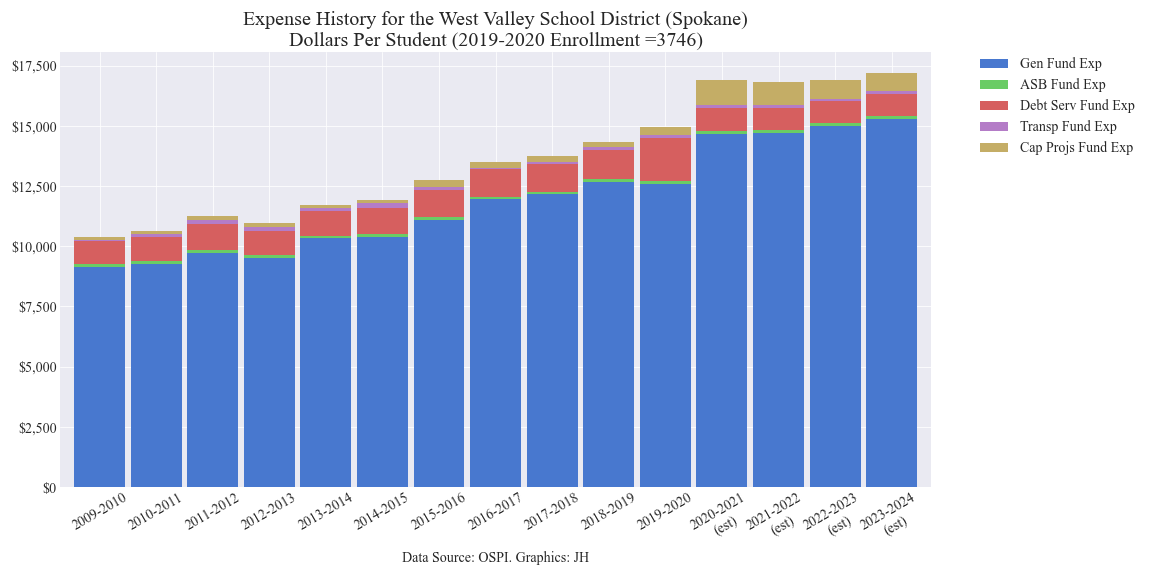 Expense History for the West Valley School District (Spokane)
Dollars Per Student (2019-2020 Enrollment =3746)
$17,500
$15,000
$12,500
$10,000
$7,500
$5,000
$2,500
$0
2009-2010
2010-2011
2011-2012
2012-2013
2013-2014
2014-2015
2015-2016
2016-2017
2017-2018
2018-2019
2019-2020
2020-2021
(est)
2021-2022
(est)
2022-2023
(est)
2023-2024
(est)
Data Source: OSPI. Graphics: JH
Gen Fund Exp
ASB Fund Exp
Debt Serv Fund Exp
Transp Fund Exp
Cap Projs Fund Exp